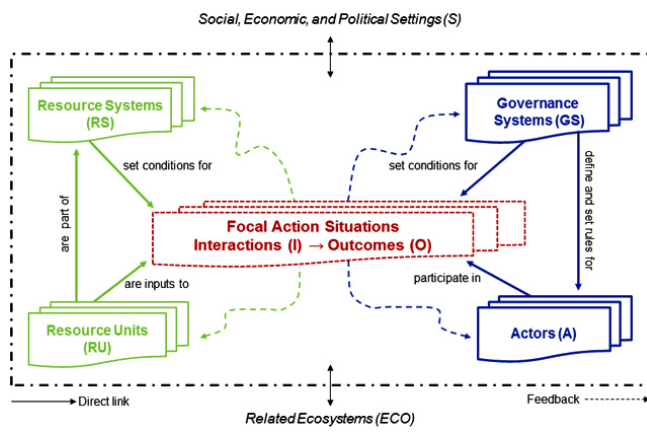 Social, Economic, and Political Settings (S)
Resource Systems
(RS)
Governance
Systems (GS)
set conditions for
set conditions for
are part of
define and set rules for
Focal Action Situations
Interactions (I) → Outcomes (O)
are inputs to
participate in
Resource Units
(RU)
Actors (A)
Direct link
Feedback
Related Ecosystems (ECO)